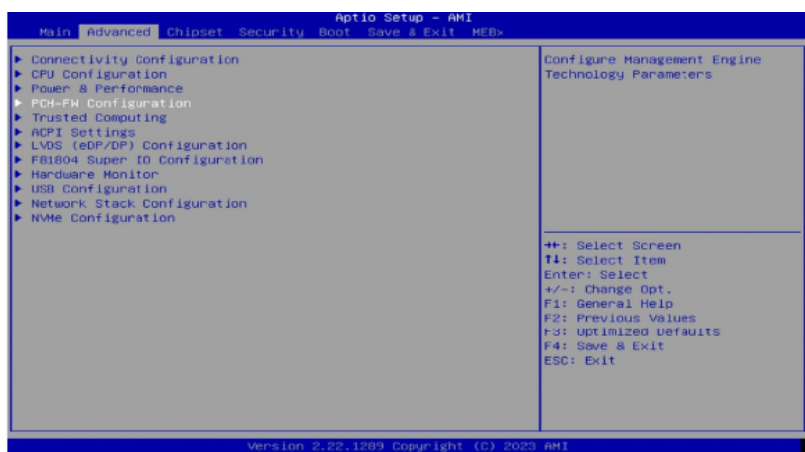 Aptio Setup - AMI
Main Advanced Chipset Security Boot Save & Exit MEBx
► Connectivity Configuration
► CPU Configuration
► Power & Performance
► PCH-FW Configuration
► Trusted Computing
► ACPI Settings
► LVDS (eDP/DP) Configuration
► F81804 Super IO Configuration
► Hardware Monitor
► USB Configuration
► Network Stack Configuration
► NVMe Configuration
Configure Management Engine
Technology Parameters
→←: Select Screen
↑↓: Select Item
Enter: Select
+/-: Change Opt.
F1: General Help
F2: Previous Values
F3: Optimized Defaults
F4: Save & Exit
ESC: Exit
Version 2.22.1289 Copyright (C) 2023 AMI